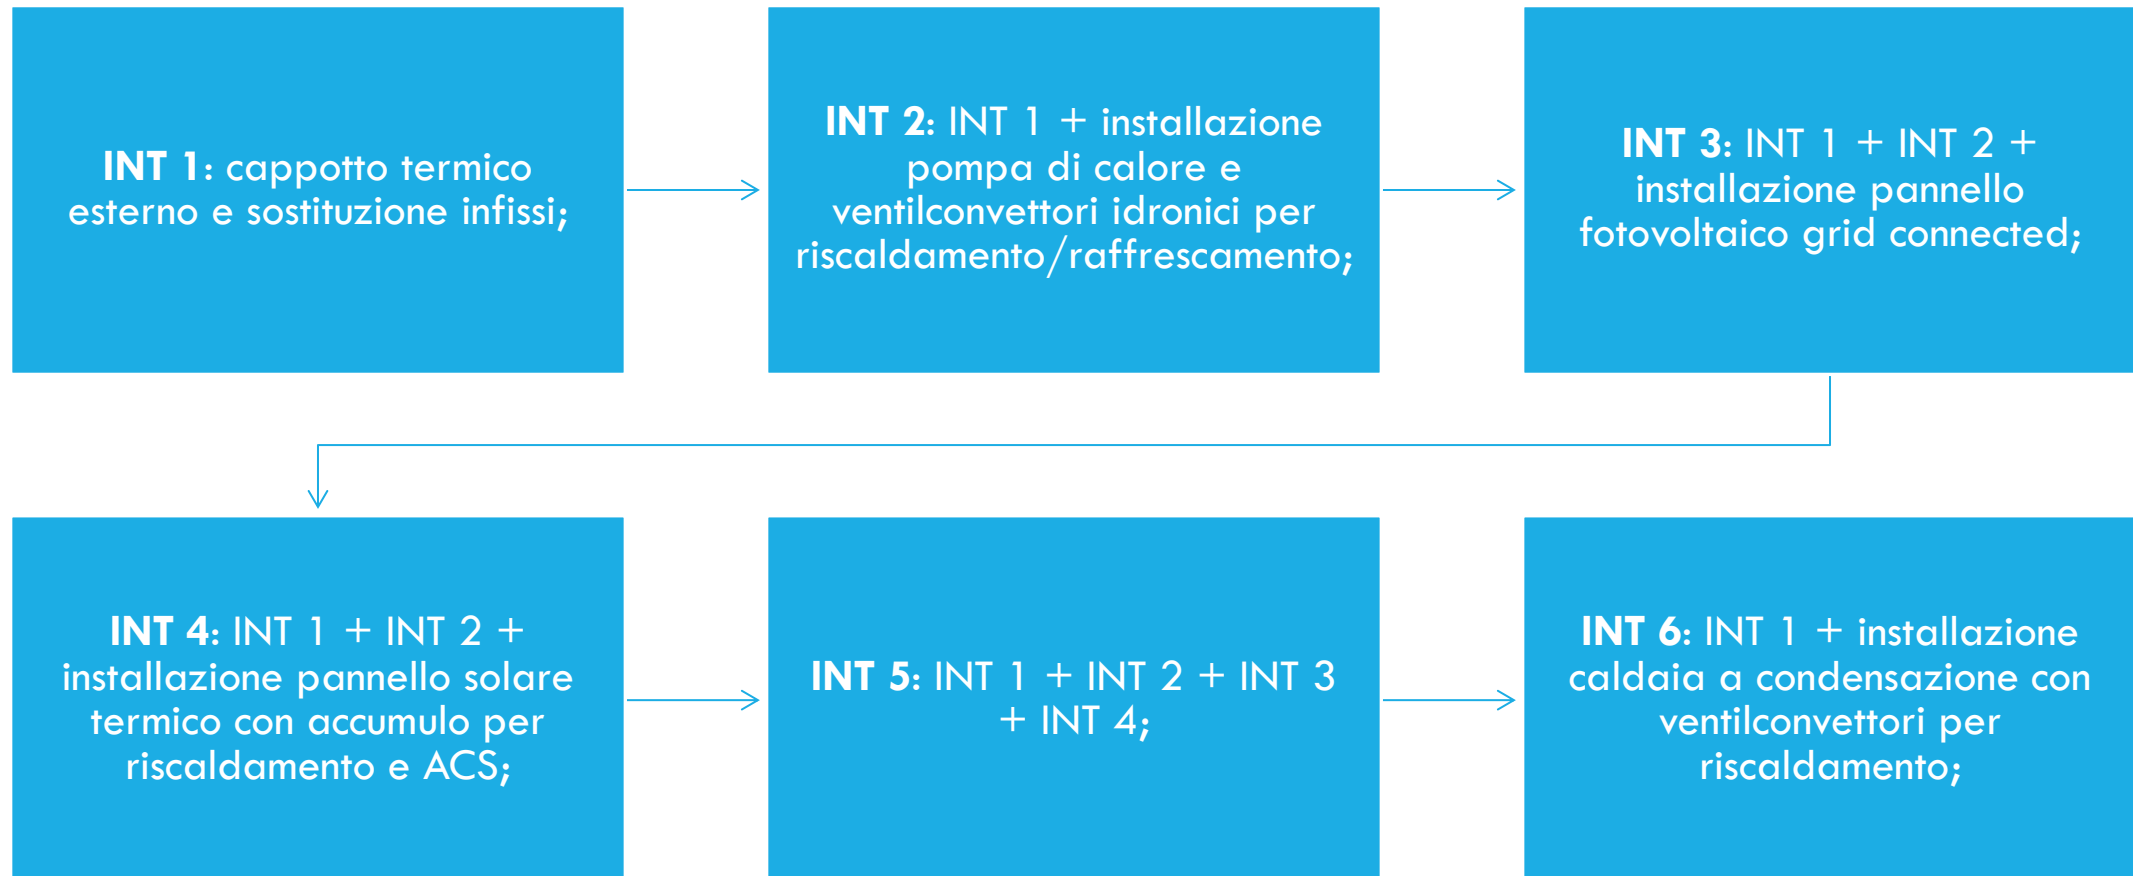 INT 1: cappotto termico
esterno e sostituzione infissi;
INT 2: INT 1 + installazione
pompa di calore e
ventilconvettori idronici per
riscaldamento/raffrescamento;
INT 3: INT 1 + INT 2 +
installazione pannello
fotovoltaico grid connected;
INT 4: INT 1 + INT 2 +
installazione pannello solare
termico con accumulo per
riscaldamento e ACS;
INT 5: INT 1 + INT 2 + INT 3
+ INT 4;
INT 6: INT 1 + installazione
caldaia a condensazione con
ventilconvettori per
riscaldamento;